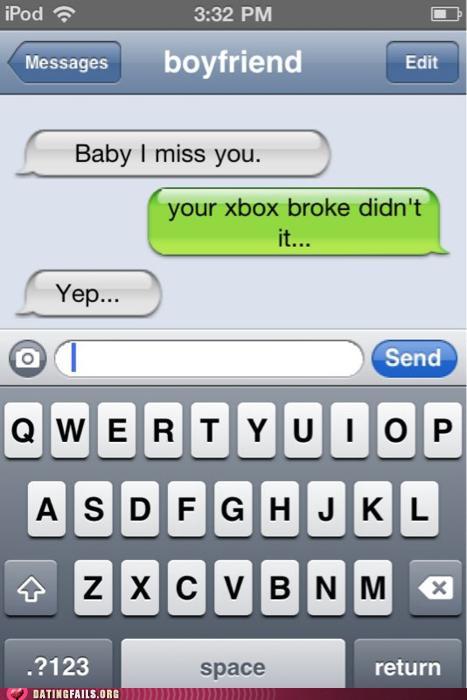 iPod 3:32 PM
Messages boyfriend Edit
Baby I miss you.
your xbox broke didn't
it...
Yep...
Send
Q W E R T Y U I O P
A S D F G H J K L
Z X C V B N M
.?123 space return
DATINGFAILS.ORG